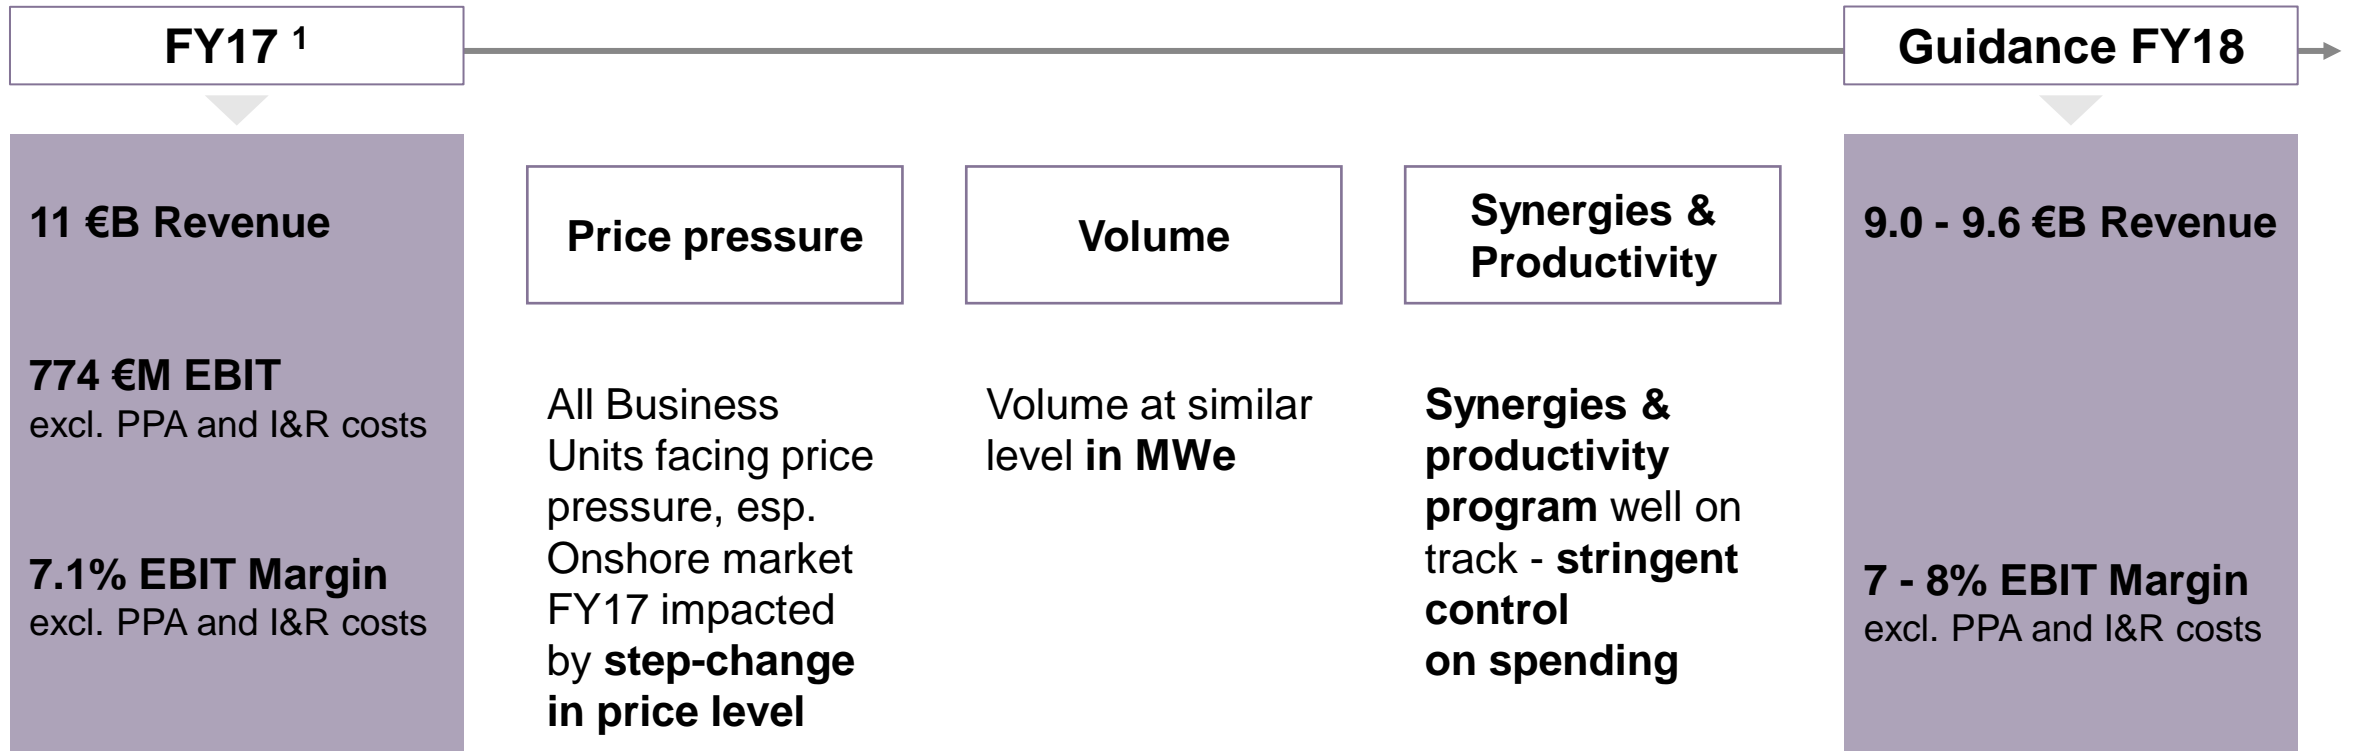 FY17 ¹
Guidance FY18
11 €B Revenue
774 €M EBIT
excl. PPA and I&R costs
7.1% EBIT Margin
excl. PPA and I&R costs
Price pressure
All Business
Units facing price
pressure, esp.
Onshore market
FY17 impacted
by step-change
in price level
Volume
Volume at similar
level in MWe
Synergies &
Productivity
Synergies &
productivity
program well on
track - stringent
control
on spending
9.0 - 9.6 €B Revenue
7 - 8% EBIT Margin
excl. PPA and I&R costs